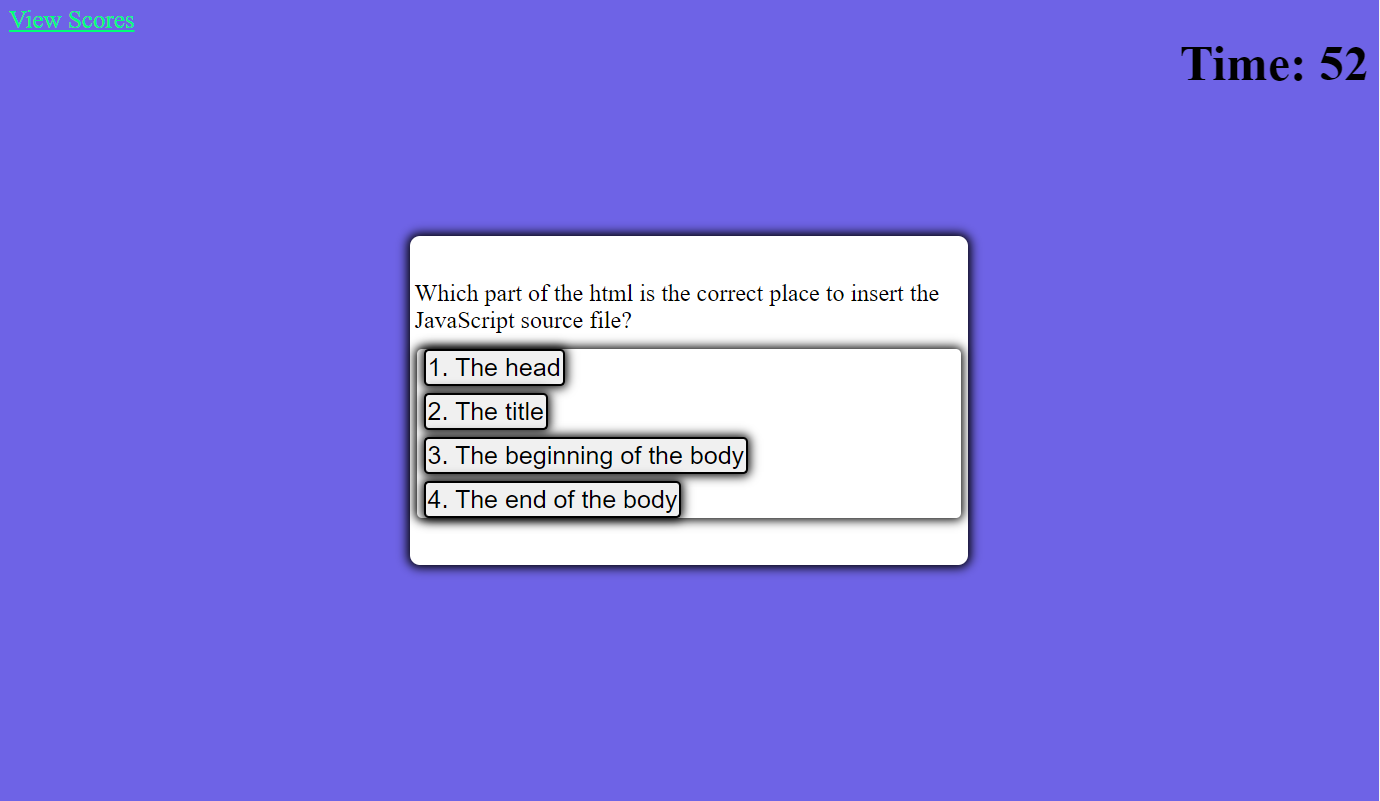 View Scores
Time: 52
Which part of the html is the correct place to insert the
JavaScript source file?
1. The head
2. The title
3. The beginning of the body
4. The end of the body